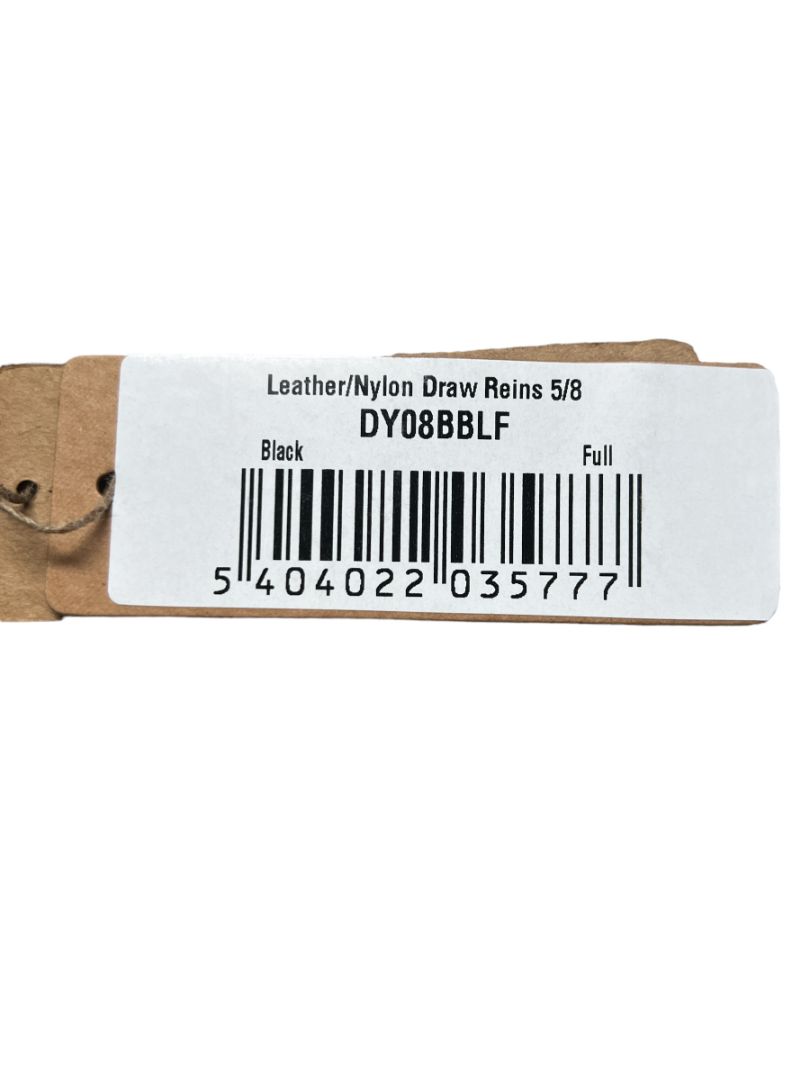 Leather/Nylon Draw Reins 5/8
DY08BBLF
Black Full
5 404022 035777